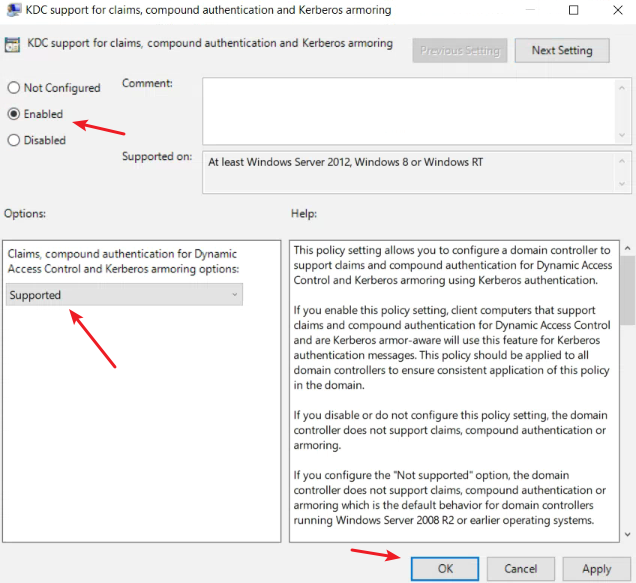 KDC support for claims, compound authentication and Kerberos armoring
KDC support for claims, compound authentication and Kerberos armoring
Previous Setting
Next Setting
Not Configured
Enabled
Disabled
Comment:
Supported on:
At least Windows Server 2012, Windows 8 or Windows RT
Options:
Help:
Claims, compound authentication for Dynamic
Access Control and Kerberos armoring options:
Supported
This policy setting allows you to configure a domain controller to
support claims and compound authentication for Dynamic Access
Control and Kerberos armoring using Kerberos authentication.
If you enable this policy setting, client computers that support
claims and compound authentication for Dynamic Access Control
and are Kerberos armor-aware will use this feature for Kerberos
authentication messages. This policy should be applied to all
domain controllers to ensure consistent application of this policy
in the domain.
If you disable or do not configure this policy setting, the domain
controller does not support claims, compound authentication or
armoring.
If you configure the "Not supported" option, the domain
controller does not support claims, compound authentication or
armoring which is the default behavior for domain controllers
running Windows Server 2008 R2 or earlier operating systems.
OK
Cancel
Apply